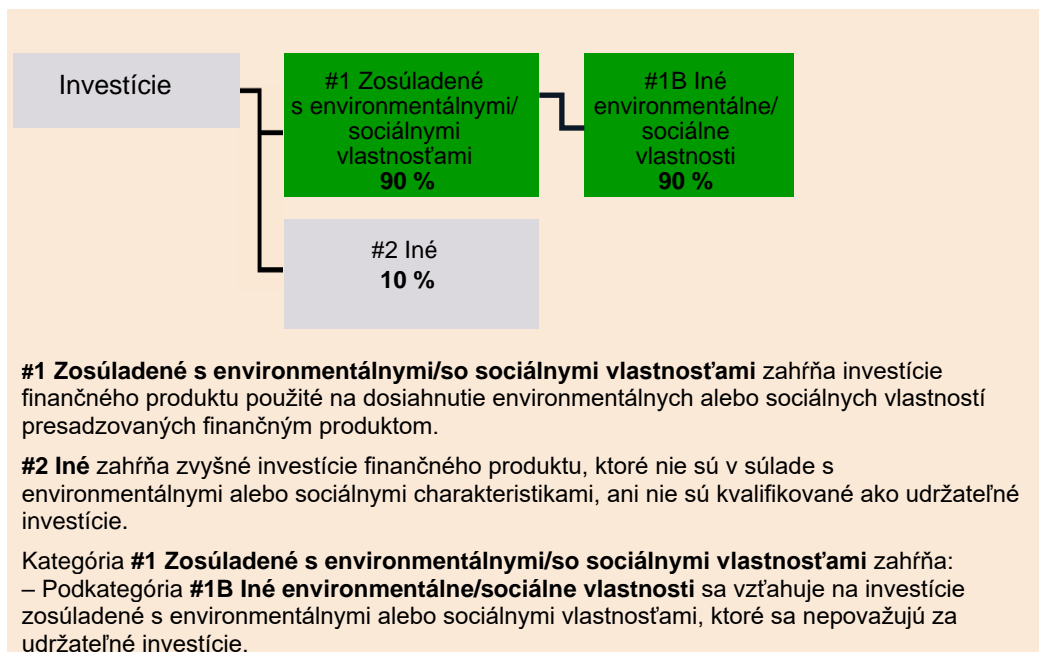 Investície
#1 Zosúladené
s environmentálnymi/
sociálnymi
vlastnosťami
90 %
#1B Iné
environmentálne/
sociálne
vlastnosti
90 %
#2 Iné
10 %
#1 Zosúladené s environmentálnymi/so sociálnymi vlastnosťami zahŕňa investície
finančného produktu použité na dosiahnutie environmentálnych alebo sociálnych vlastností
presadzovaných finančným produktom.
#2 Iné zahŕňa zvyšné investície finančného produktu, ktoré nie sú v súlade s
environmentálnymi alebo sociálnymi charakteristikami, ani nie sú kvalifikované ako udržateľné
investície.
Kategória #1 Zosúladené s environmentálnymi/so sociálnymi vlastnosťami zahŕňa:
– Podkategória #1B Iné environmentálne/sociálne vlastnosti sa vzťahuje na investície
zosúladené s environmentálnymi alebo sociálnymi vlastnosťami, ktoré sa nepovažujú za
udržateľné investície.